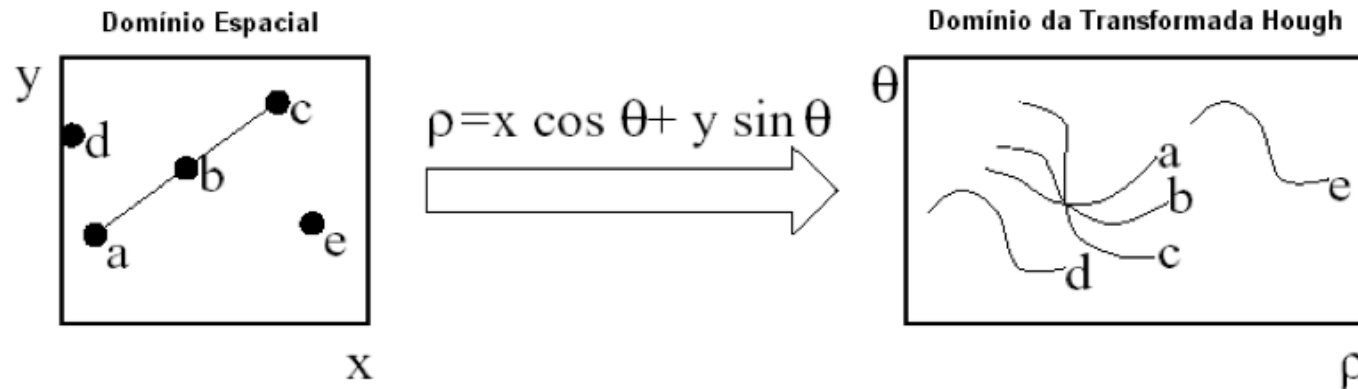 Domínio Espacial
y
d
c
b
a
e
x
ρ=x cos θ+ y sin θ
Domínio da Transformada Hough
θ
a
b
c
d
e
ρ